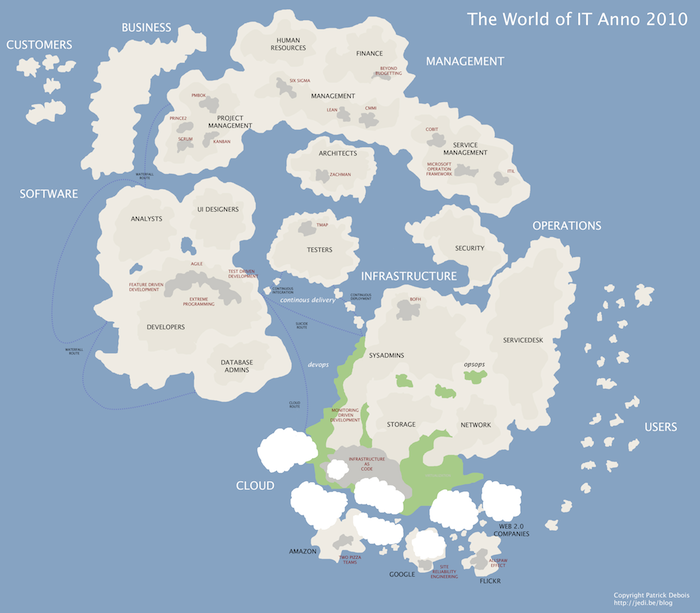 The World of IT Anno 2010
BUSINESS
CUSTOMERS
HUMAN
RESOURCES
FINANCE
MANAGEMENT
BEYOND
BUDGETTING
SIX SIGMA
MANAGEMENT
PMBOK
LEAN
CMMI
PRINCE2
PROJECT
MANAGEMENT
SCRUM
KANBAN
COBIT
SERVICE
MANAGEMENT
ARCHITECTS
MICROSOFT
OPERATION
FRAMEWORK
ITIL
ZACHMAN
WATERFALL
ROUTE
SOFTWARE
UI DESIGNERS
ANALYSTS
TMAP
OPERATIONS
TESTERS
SECURITY
AGILE
TEST DRIVEN
DEVELOPMENT
INFRASTRUCTURE
FEATURE DRIVEN
DEVELOPMENT
CONTINUOUS
INTEGRATION
EXTREME
PROGRAMMING
continous delivery
CONTINUOUS
DEPLOYMENT
BOFH
DEVELOPERS
SERVICEDESK
WATERFALL
ROUTE
SYSADMINS
DATABASE
ADMINS
devops
opsops
CLOUD
ROUTE
MONITORING
DRIVEN
DEVELOPMENT
STORAGE
NETWORK
USERS
INFRASTRUCTURE
AS
CODE
CLOUD
WEB 2.0
COMPANIES
AMAZON
TWO PIZZA
TEAMS
GOOGLE
SITE
RELIABILITY
ENGINEERING
ALLSPAW
EFFECT
FLICKR
Copyright Patrick Debois
http://jedi.be/blog